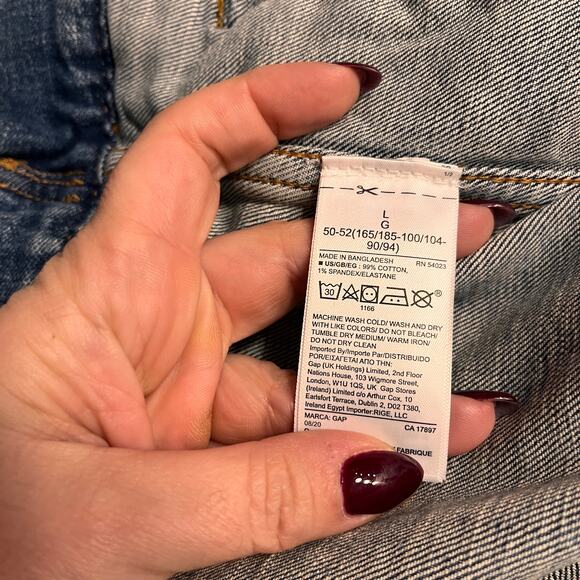 1/2
L
G
50-52(165/185-100/104-
90/94)
MADE IN BANGLADESH RN 54023
■ US/GB/EG : 99% COTTON,
1% SPANDEX/ELASTANE
30
1166
MACHINE WASH COLD/ WASH AND DRY
WITH LIKE COLORS/ DO NOT BLEACH/
TUMBLE DRY MEDIUM/ WARM IRON/
DO NOT DRY CLEAN
Imported By/Importe Par/DISTRIBUIDO
POR/ΕΙΣΑΓΕΤΑΙ ΑΠΟ ΤΗΝ:
Gap (UK Holdings) Limited, 2nd Floor
Nations House, 103 Wigmore Street,
London, W1U 1QS, UK Gap Stores
(Ireland) Limited c/o Arthur Cox, 10
Earlsfort Terrace, Dublin 2, D02 T380,
Ireland Egypt Importer:RIGE, LLC
MARCA: GAP CA 17897
08/20
FABRIQUE